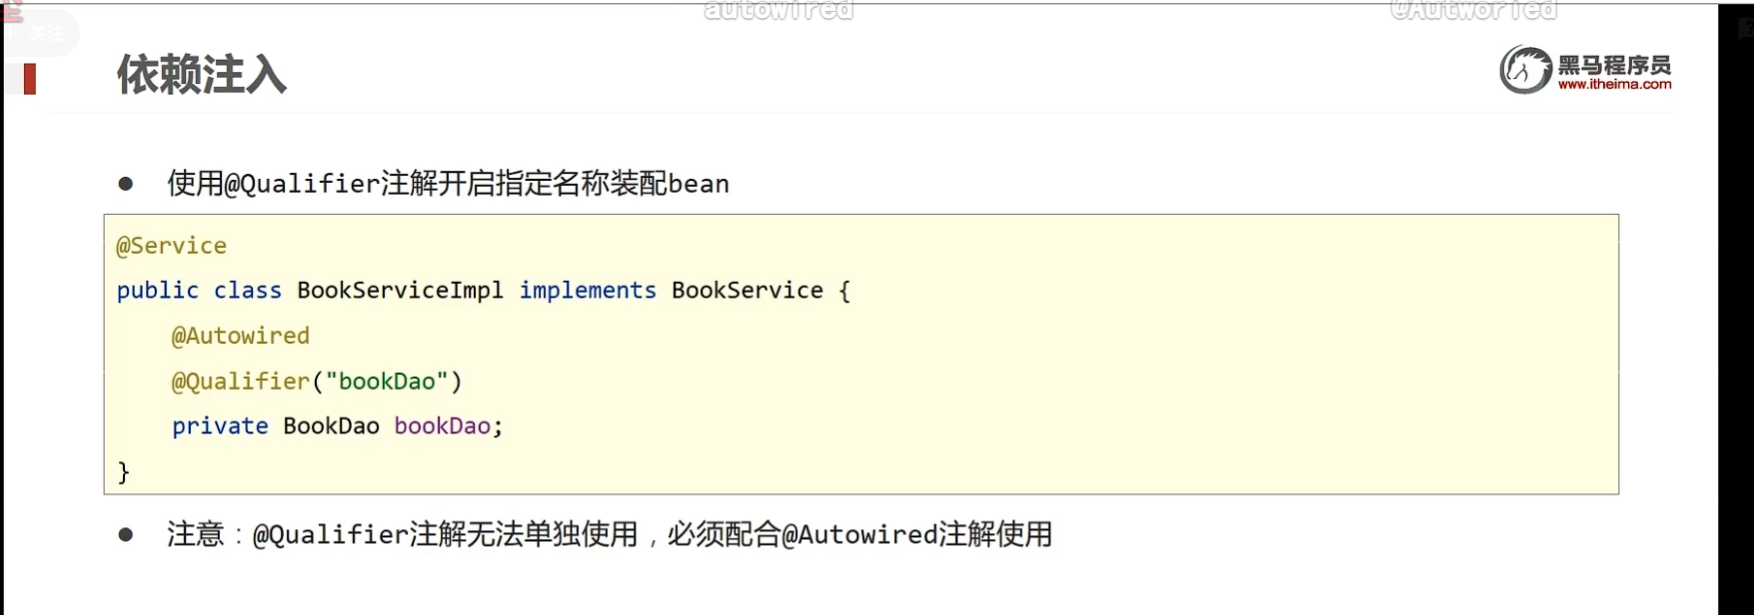 autowired
@Autworied
关注
依赖注入
黑马程序员
www.itheima.com
● 使用@Qualifier注解开启指定名称装配bean
@Service
public class BookServiceImpl implements BookService {
@Autowired
@Qualifier("bookDao")
private BookDao bookDao;
}
● 注意：@Qualifier注解无法单独使用，必须配合@Autowired注解使用